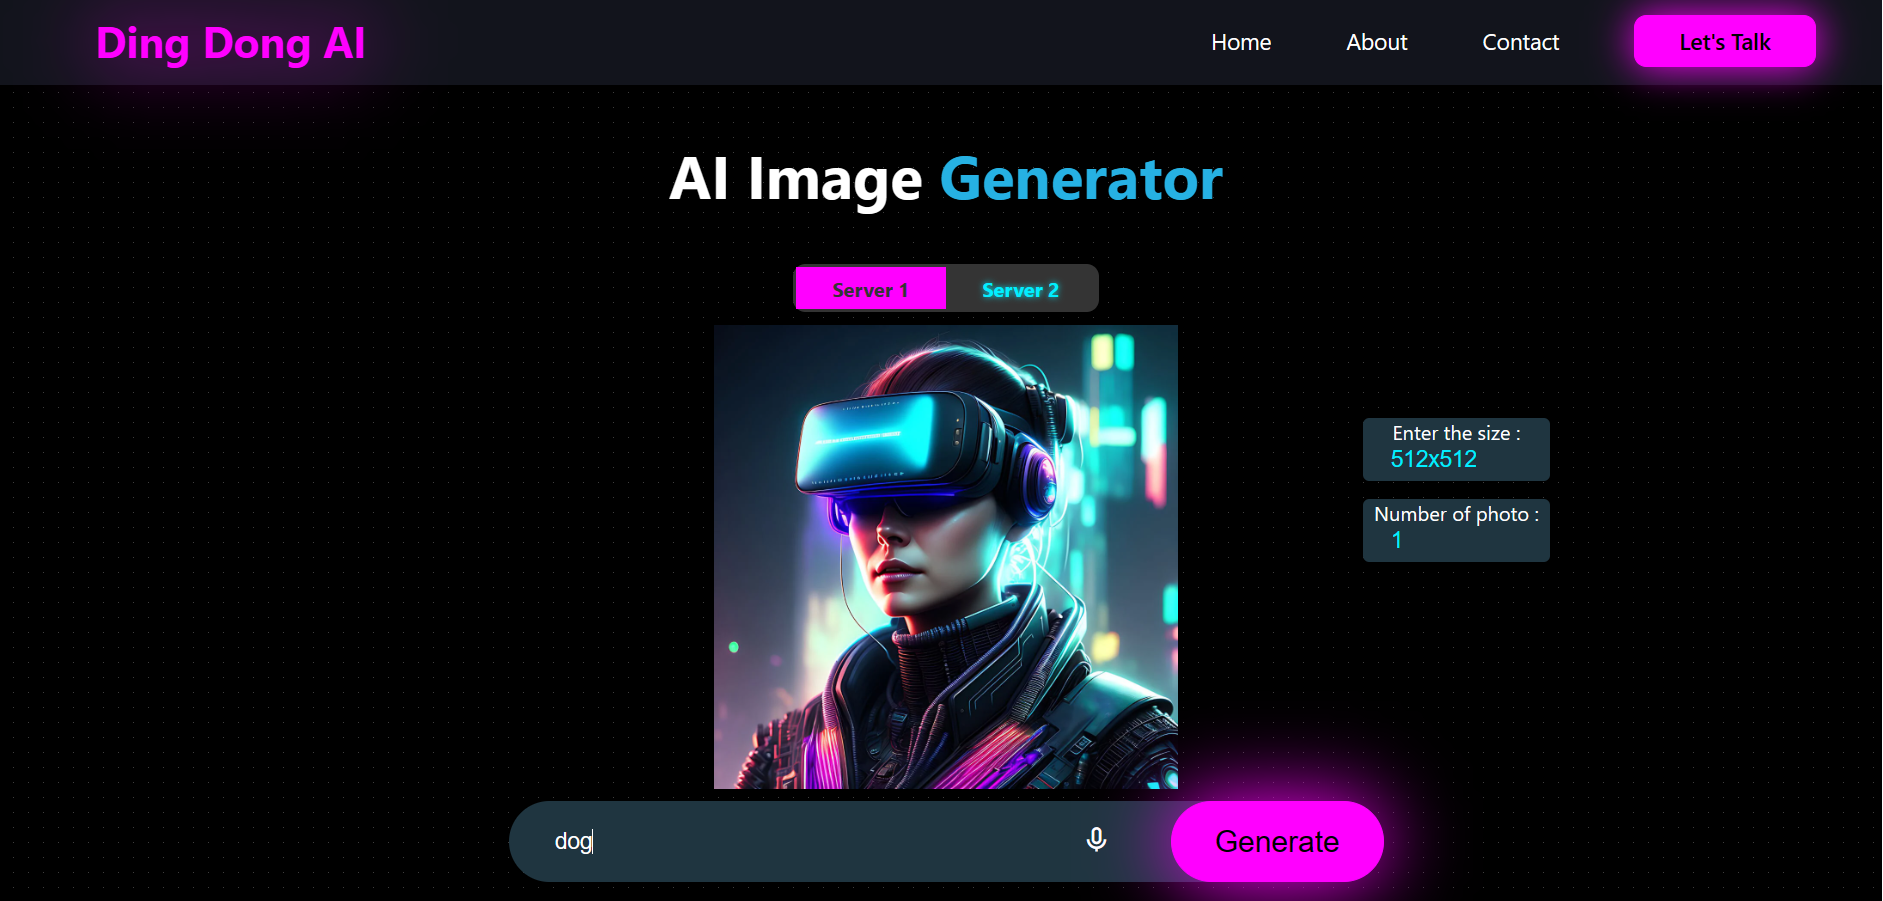 Ding Dong AI
Home About Contact Let's Talk
AI Image Generator
Server 1 Server 2
Enter the size :
512x512
Number of photo :
1
dog Generate